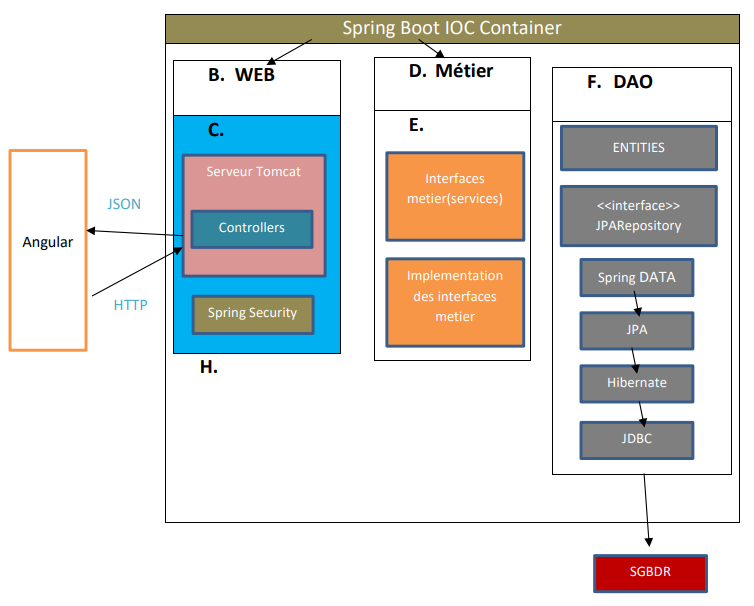 Spring Boot IOC Container
B. WEB
C.
Serveur Tomcat
Controllers
Spring Security
H.
JSON
Angular
HTTP
D. Métier
E.
Interfaces
metier(services)
Implementation
des interfaces
metier
F. DAO
ENTITIES
<<interface>>
JPARepository
Spring DATA
JPA
Hibernate
JDBC
SGBDR